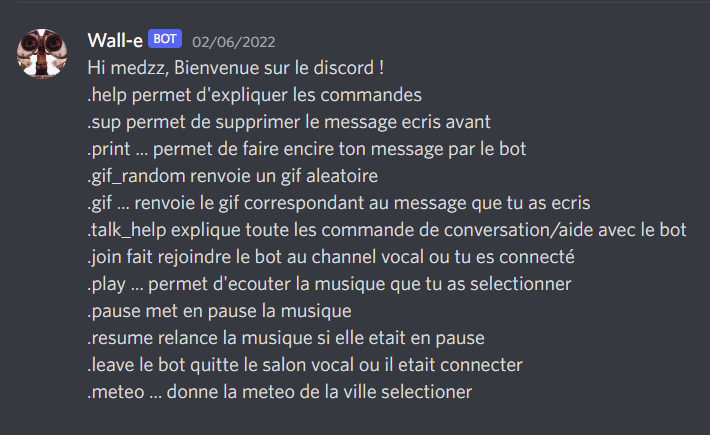 Wall-e BOT 02/06/2022
Hi medzz, Bienvenue sur le discord !
.help permet d'expliquer les commandes
.sup permet de supprimer le message ecris avant
.print ... permet de faire encire ton message par le bot
.gif_random renvoie un gif aleatoire
.gif ... renvoie le gif correspondant au message que tu as ecris
.talk_help explique toute les commande de conversation/aide avec le bot
.join fait rejoindre le bot au channel vocal ou tu es connecté
.play ... permet d'ecouter la musique que tu as selectionner
.pause met en pause la musique
.resume relance la musique si elle etait en pause
.leave le bot quitte le salon vocal ou il etait connecter
.meteo ... donne la meteo de la ville selectioner